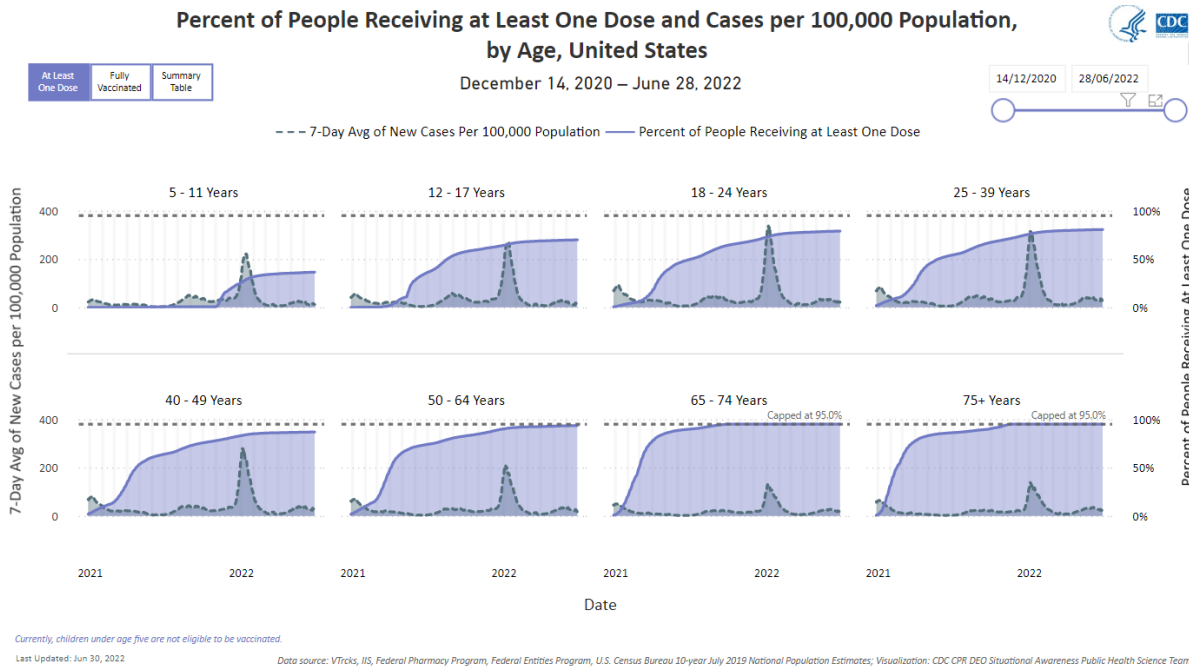 Percent of People Receiving at Least One Dose and Cases per 100,000 Population,
by Age, United States
CDC
At Least
One Dose
Fully
Vaccinated
Summary
Table
December 14, 2020 — June 28, 2022
14/12/2020
28/06/2022
7-Day Avg of New Cases Per 100,000 Population
Percent of People Receiving at Least One Dose
7-Day Avg of New Cases per 100,000 Population
Percent of People Receiving At Least One Dose
5 - 11 Years
12 - 17 Years
18 - 24 Years
25 - 39 Years
400
200
0
100%
50%
0%
40 - 49 Years
50 - 64 Years
65 - 74 Years
75+ Years
Capped at 95.0%
Capped at 95.0%
400
200
0
100%
50%
0%
2021
2022
2021
2022
2021
2022
2021
2022
Date
Currently, children under age five are not eligible to be vaccinated.
Last Updated: Jun 30, 2022
Data source: VTrcks, IIS, Federal Pharmacy Program, Federal Entities Program, U.S. Census Bureau 10-year July 2019 National Population Estimates; Visualization: CDC CPR DEO Situational Awareness Public Health Science Team